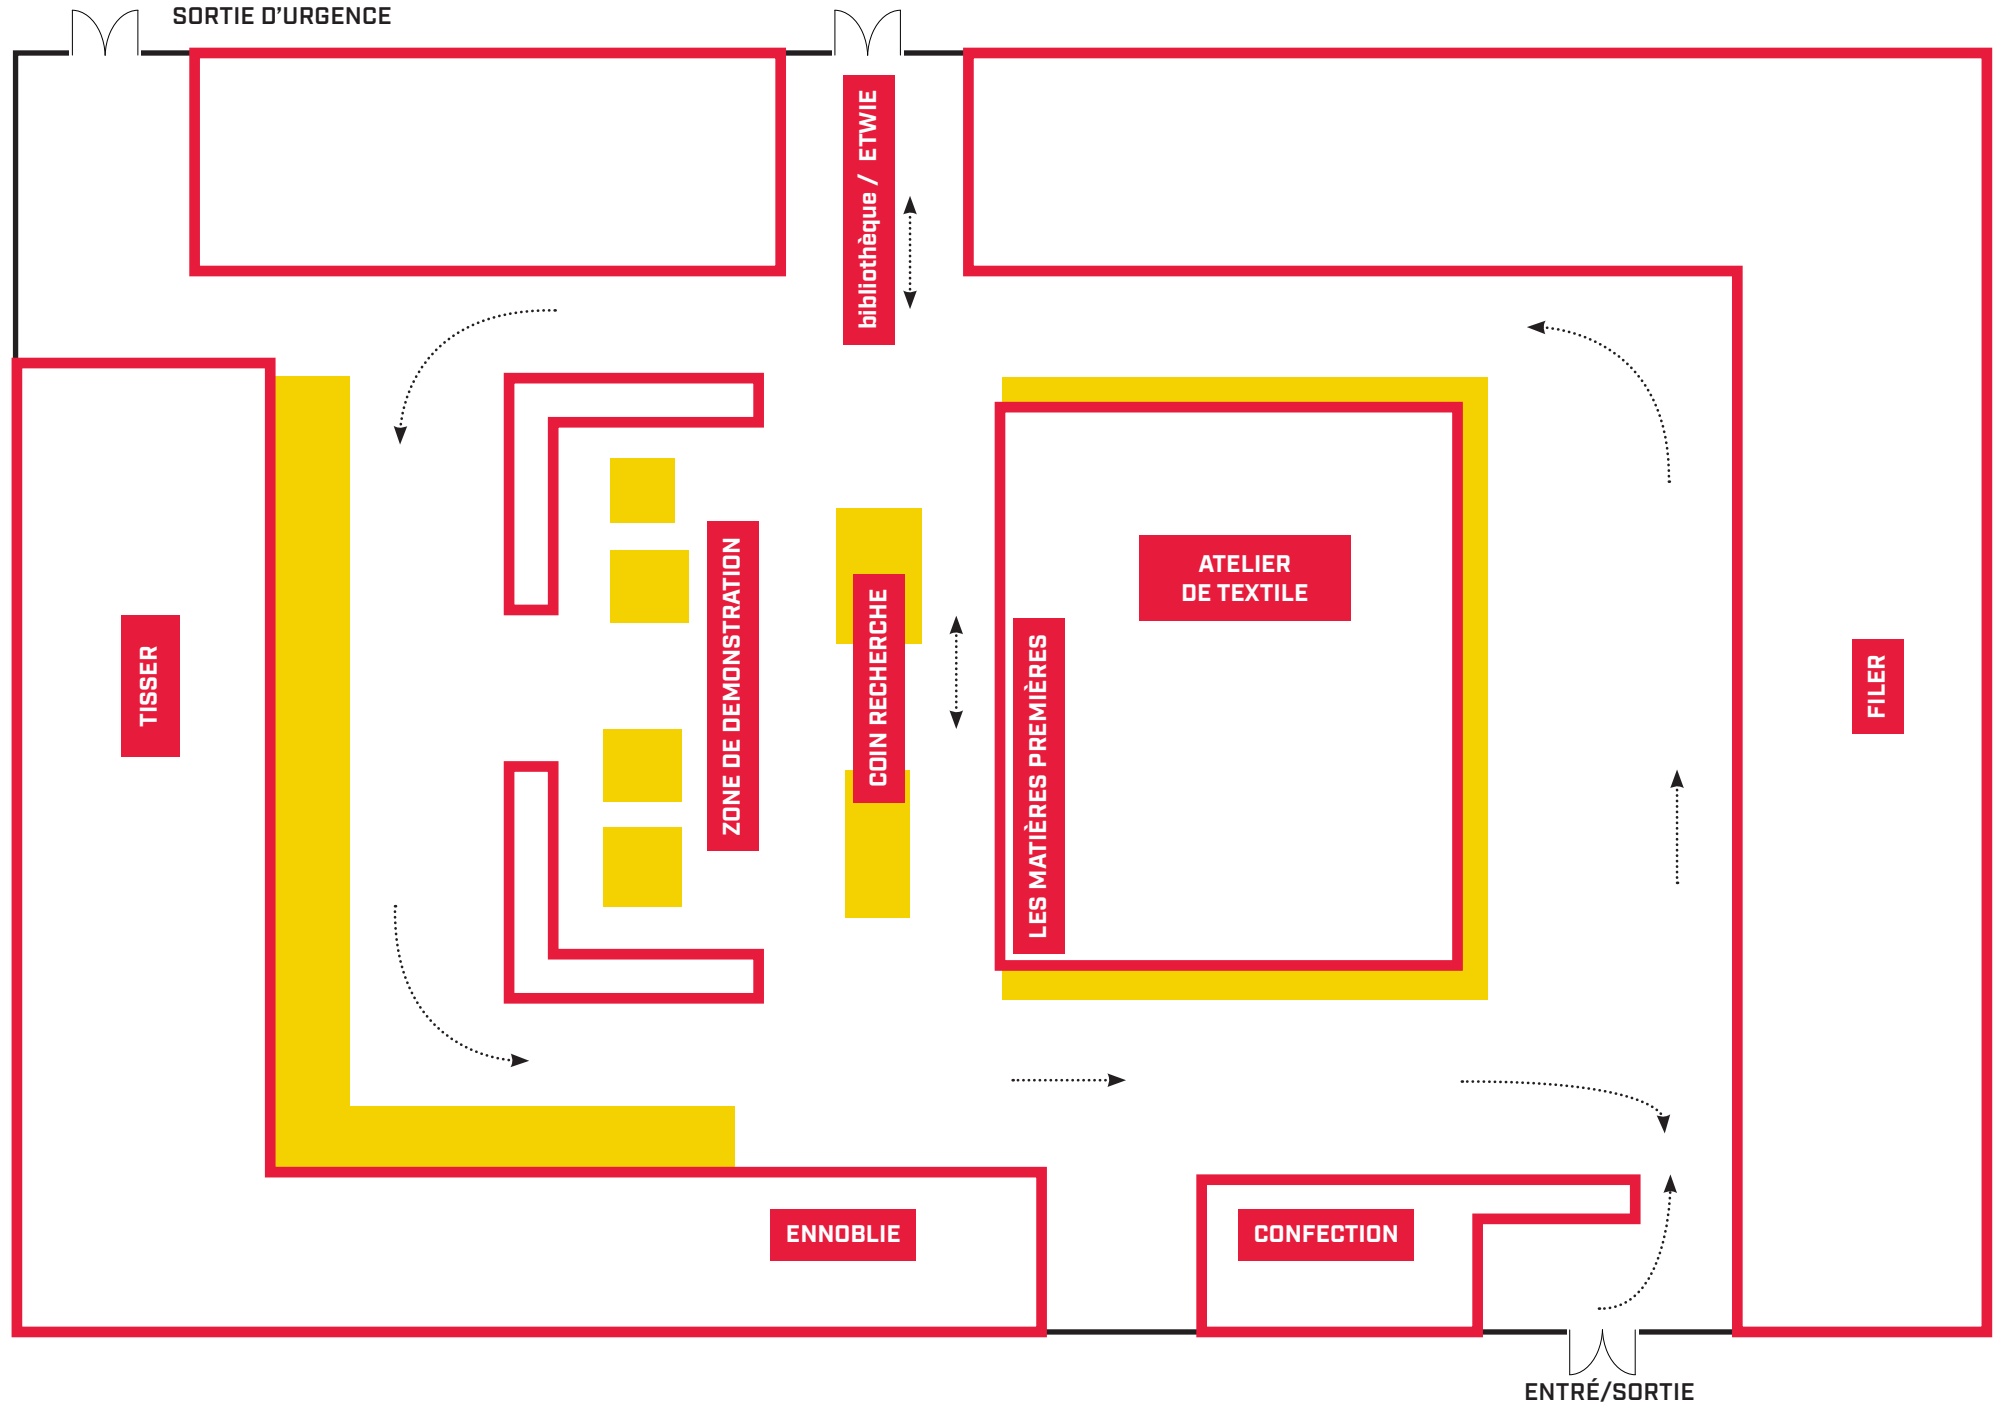 SORTIE D'URGENCE
bibliothèque / ETWIE
ATELIER
DE TEXTILE
ZONE DE DEMONSTRATION
COIN RECHERCHE
LES MATIÈRES PREMIÈRES
TISSER
FILER
ENNOBLIE
CONFECTION
ENTRÉ/SORTIE